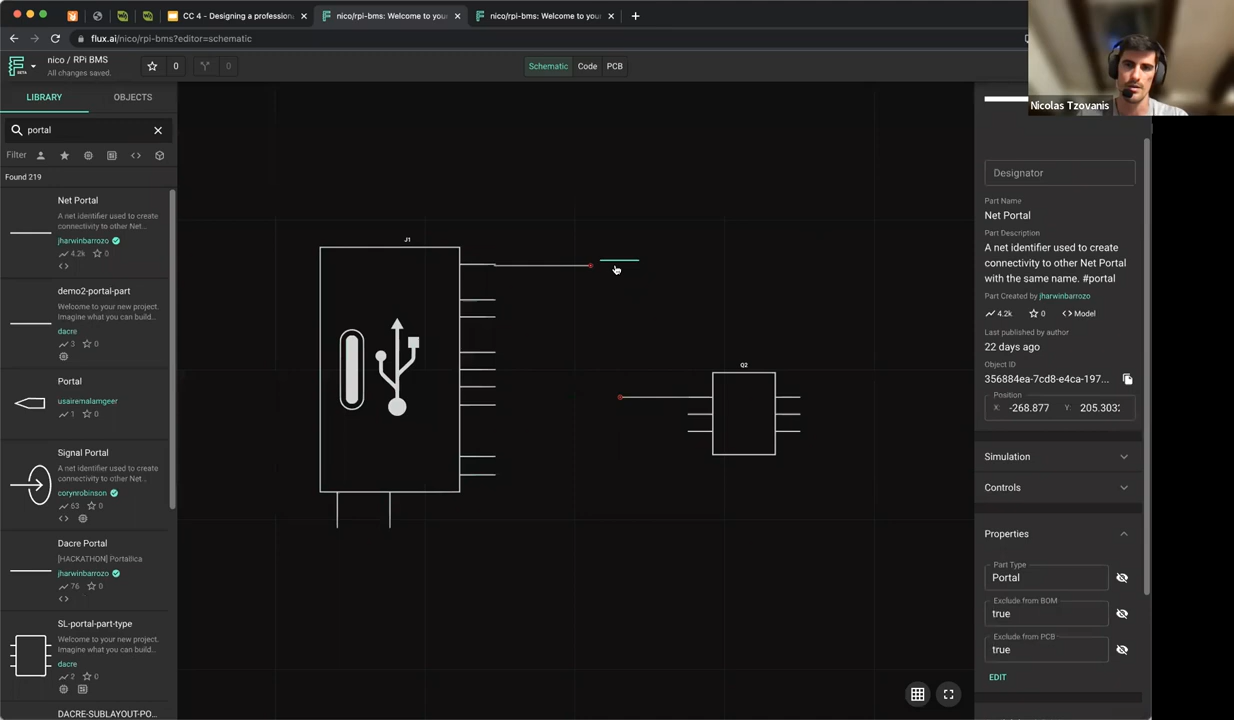 CC 4 - Designing a profession
nico/rpi-bms: Welcome to you
nico/rpi-bms: Welcome to you
flux.ai/nico/rpi-bms?editor=schematic
nico / RPi BMS
All changes saved.
BETA
0
0
Schematic
Code
PCB
Nicolas Tzovanis
LIBRARY
OBJECTS
portal
Filter
Found 219
Net Portal
A net identifier used to create
connectivity to other Net...
jharwinbarrozo
4.2k
0
demo2-portal-part
Welcome to your new project.
Imagine what you can build...
dacre
3
0
Portal
usairemalamgeer
1
0
Signal Portal
A net identifier used to create
connectivity to other Net...
corynrobinson
63
0
Dacre Portal
[HACKATHON] Portalfica
jharwinbarrozo
76
0
SL-portal-part-type
Welcome to your new project.
Imagine what you can build...
dacre
2
0
DACRE-SUBLAYOUT-PO...
J1
Q2
Designator
Part Name
Net Portal
Part Description
A net identifier used to create
connectivity to other Net Portal
with the same name. #portal
Part Created by jharwinbarrozo
4.2k
0
Model
Last published by author
22 days ago
Object ID
356884ea-7cd8-e4ca-197...
Position
X: -268.877 Y: 205.303
Simulation
Controls
Properties
Part Type
Portal
Exclude from BOM
true
Exclude from PCB
true
EDIT